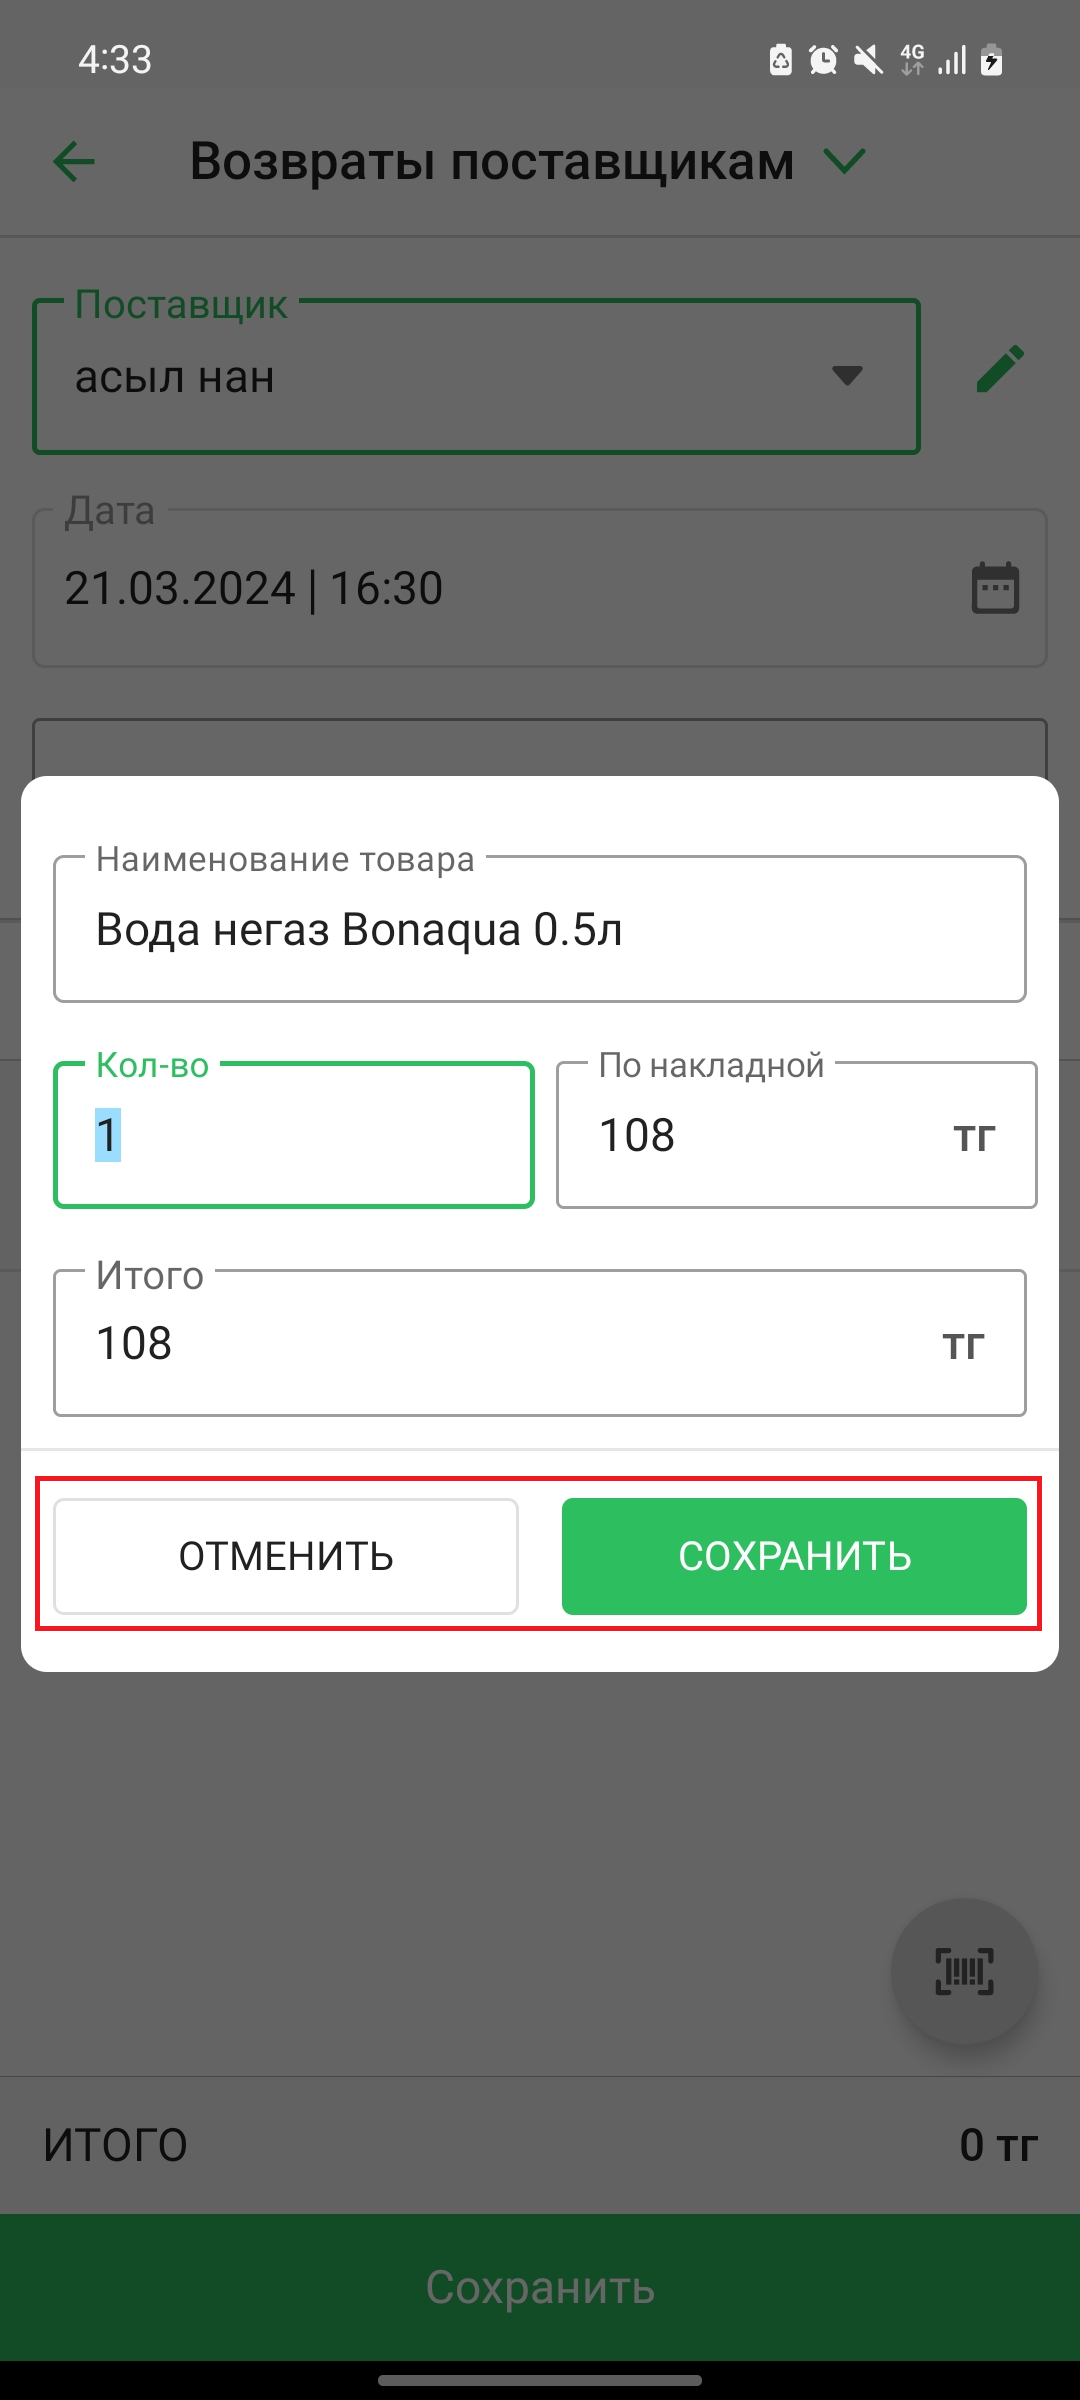 4:33
4G
Возвраты поставщикам
Поставщик
асыл нан
Дата
21.03.2024 | 16:30
Наименование товара
Вода негаз Bonaqua 0.5л
Кол-во
По накладной
1
108 тг
Итого
108 тг
ОТМЕНИТЬ
СОХРАНИТЬ
ИТОГО
0 тг
Сохранить